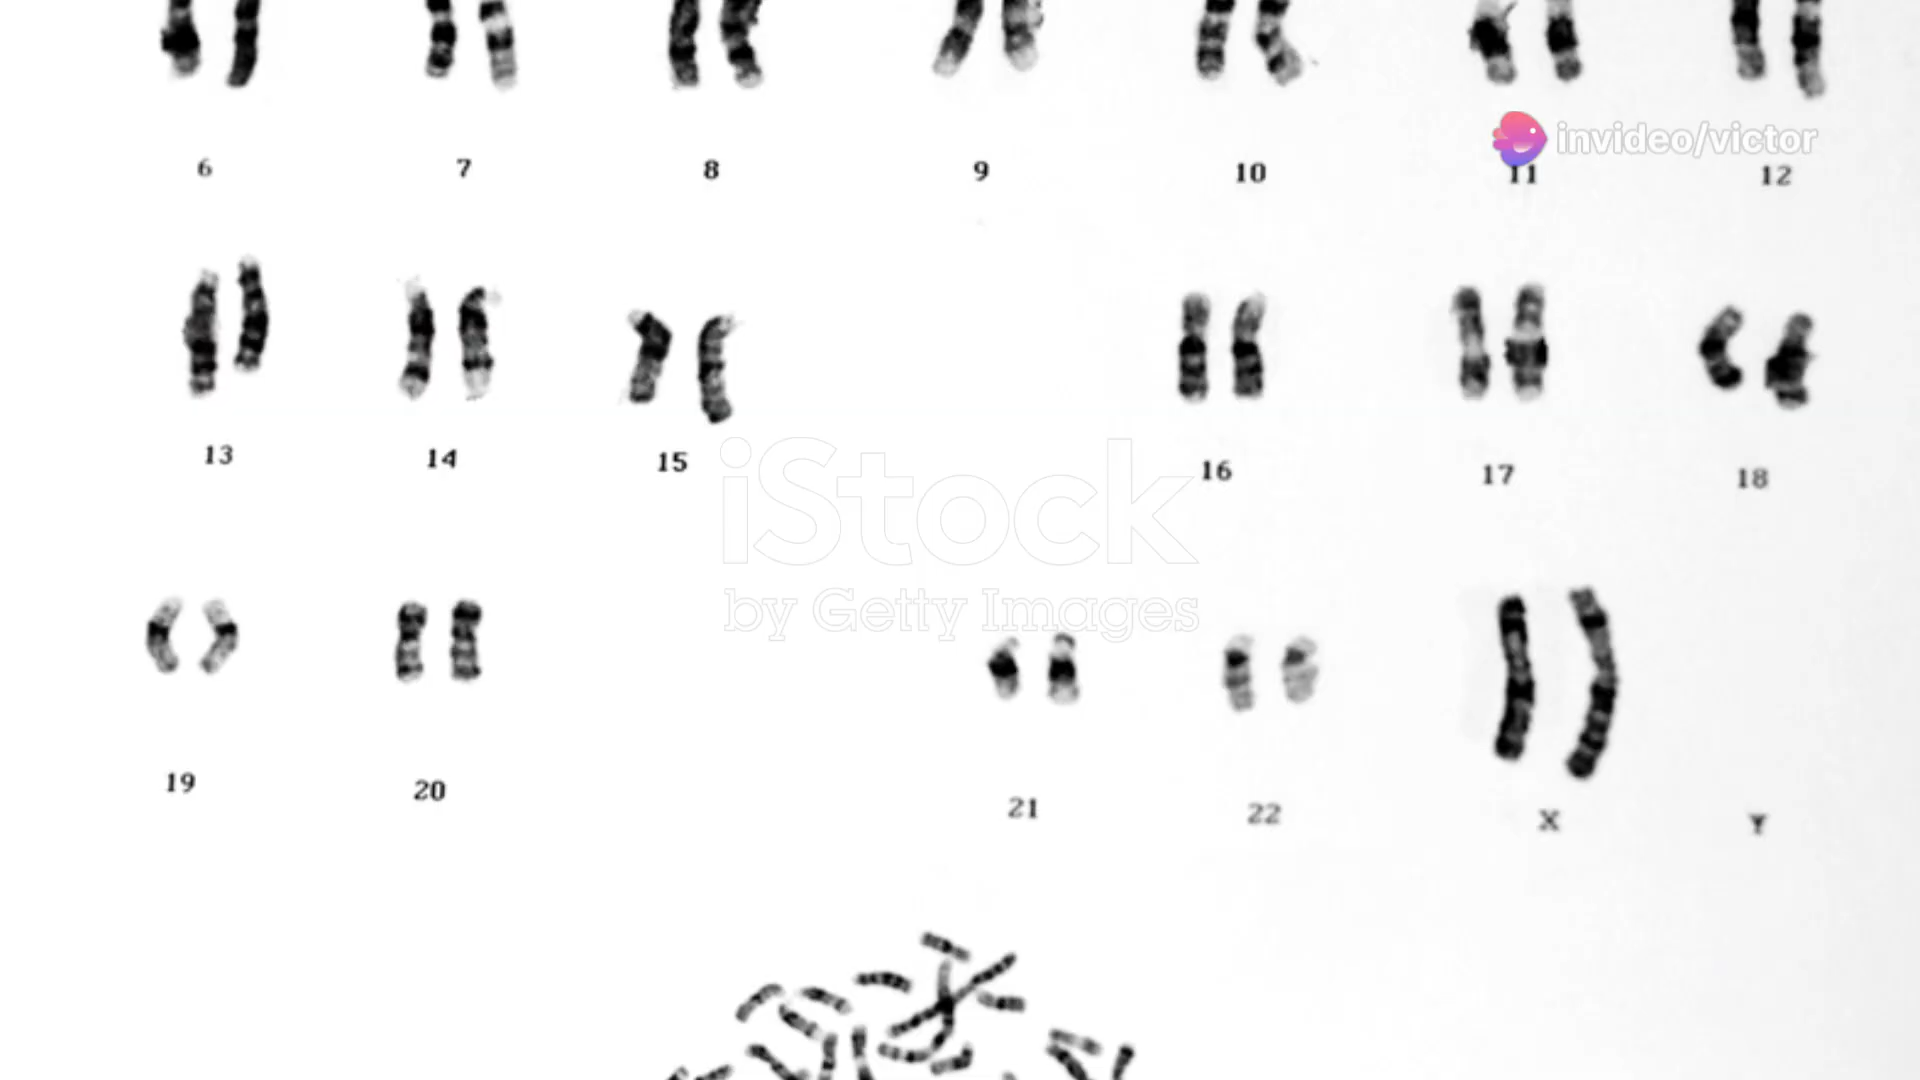 invideo/victor
6 7 8 9 10 11 12
13 14 15 16 17 18
iStock
by Getty Images
19 20 21 22 X Y